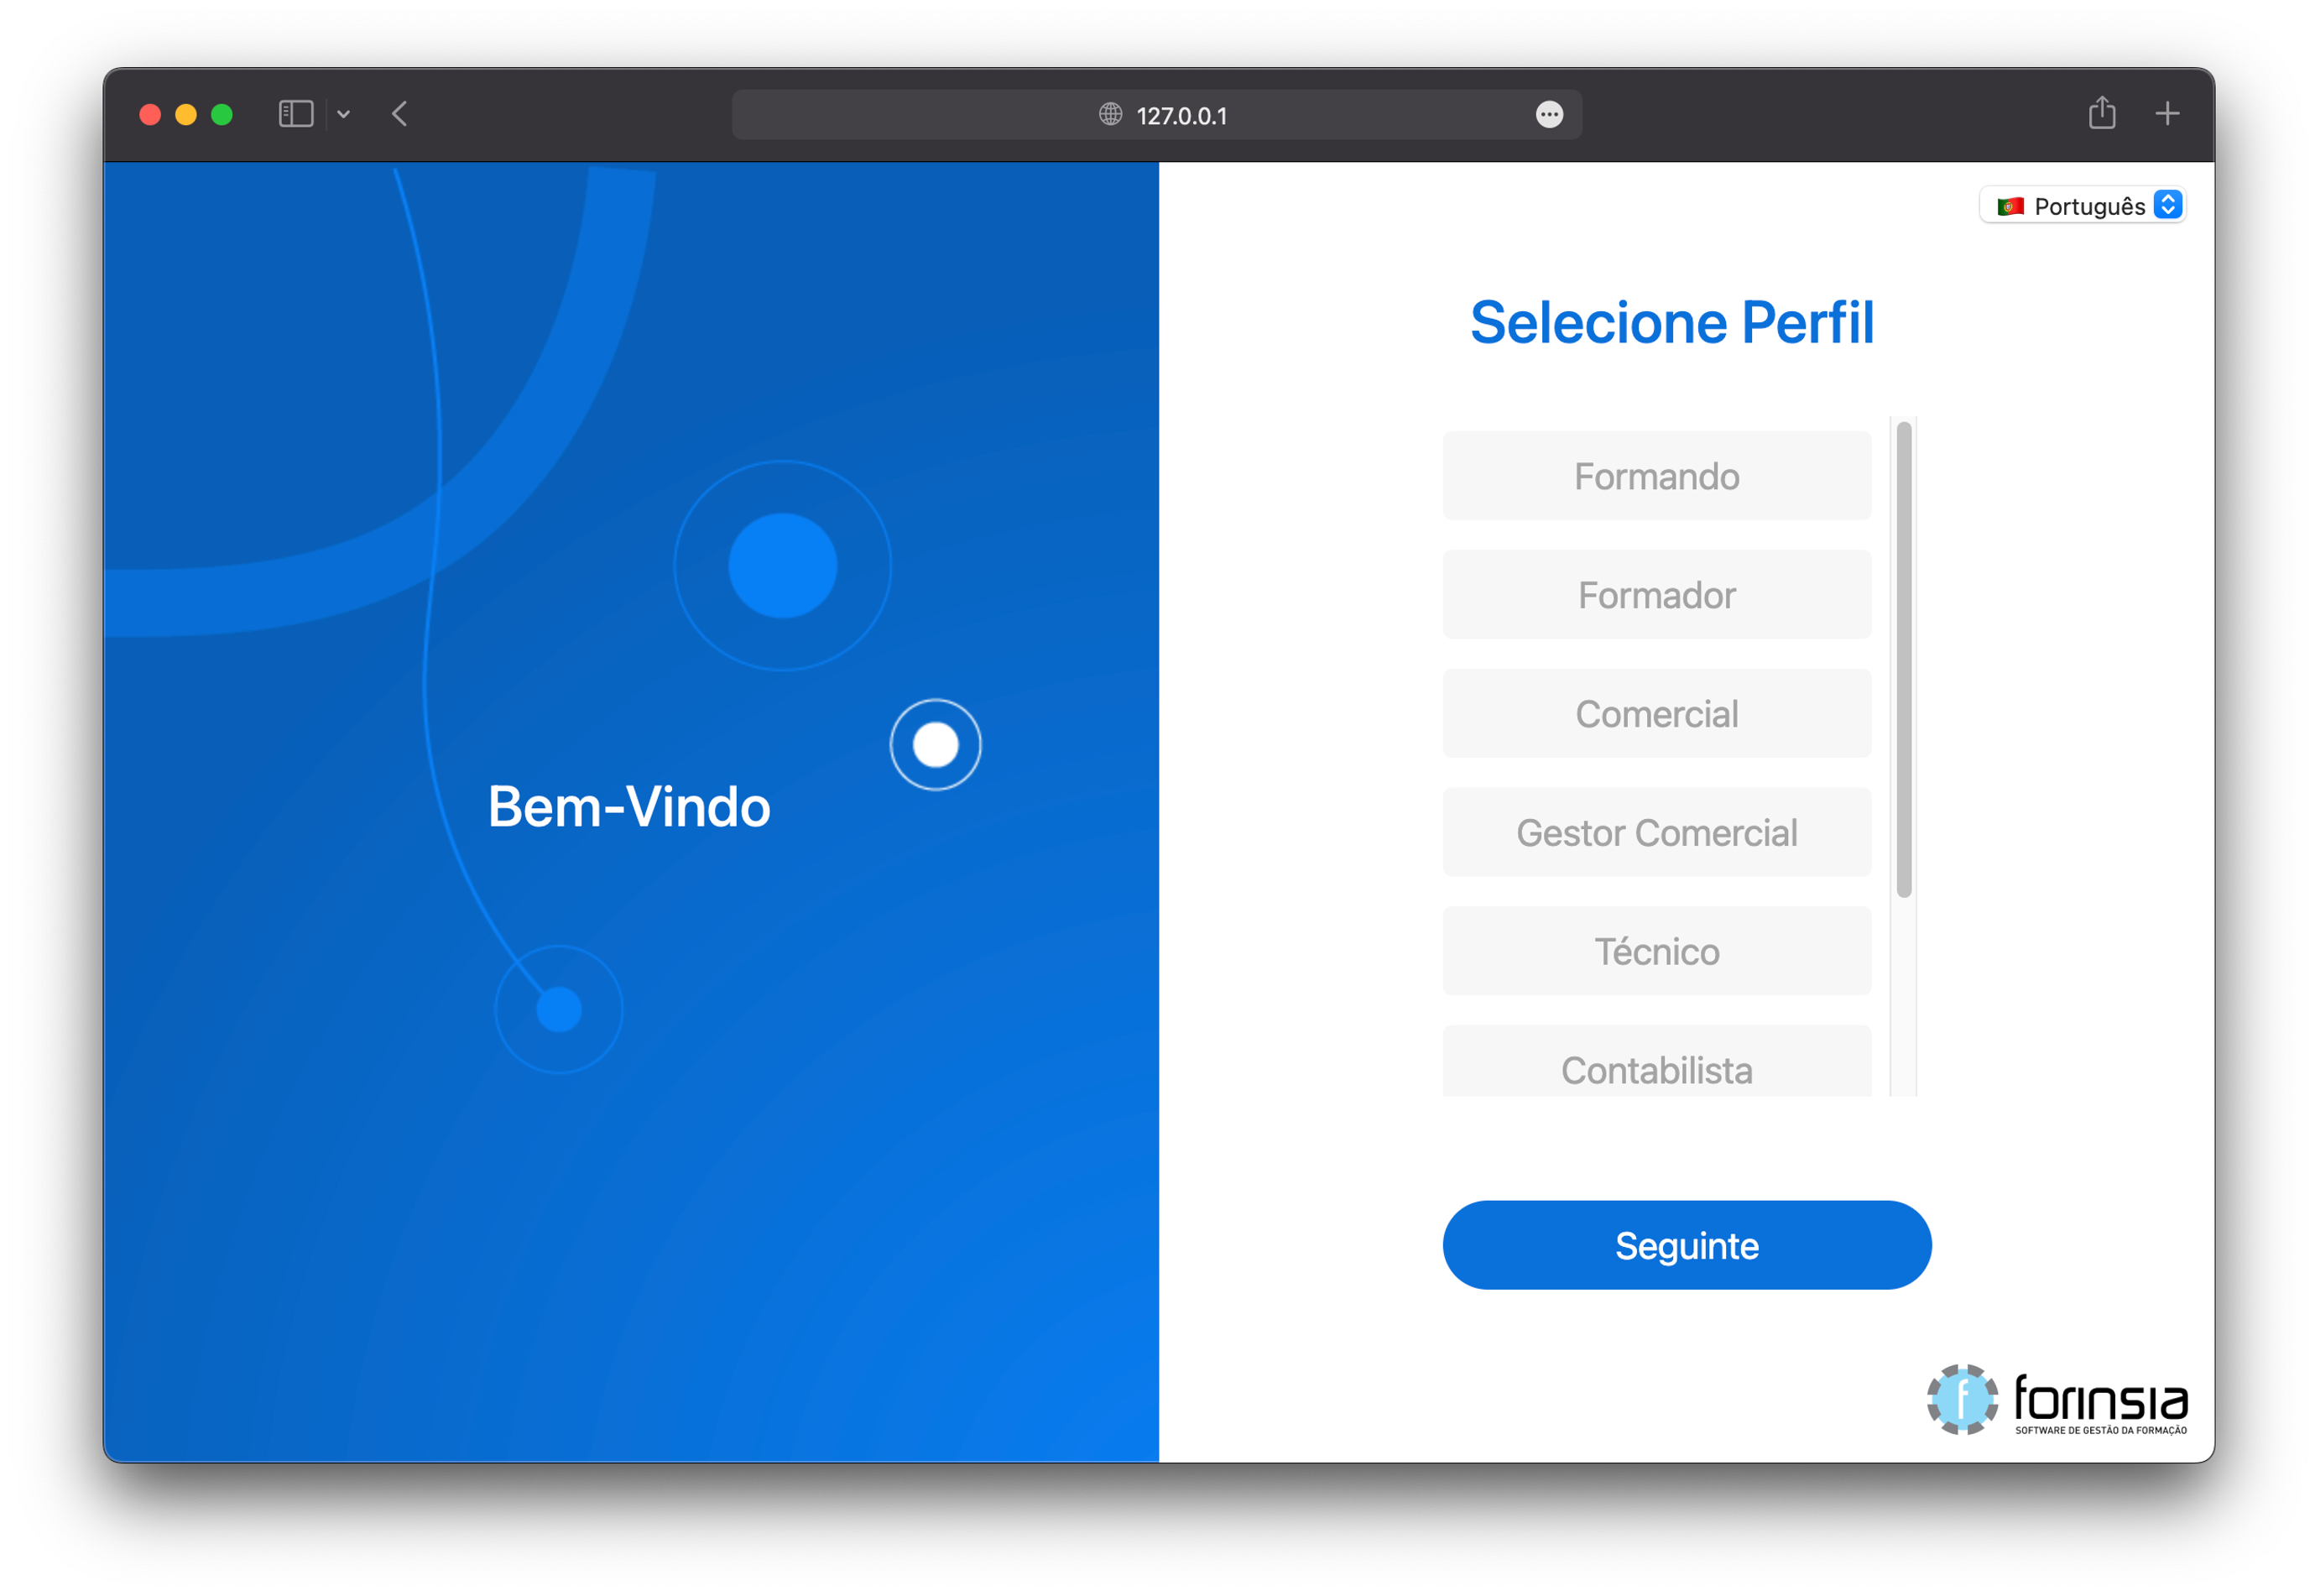 127.0.0.1
Português
Selecione Perfil
Formando
Formador
Comercial
Gestor Comercial
Técnico
Contabilista
Bem-Vindo
Seguinte
f forinsia
SOFTWARE DE GESTÃO DA FORMAÇÃO